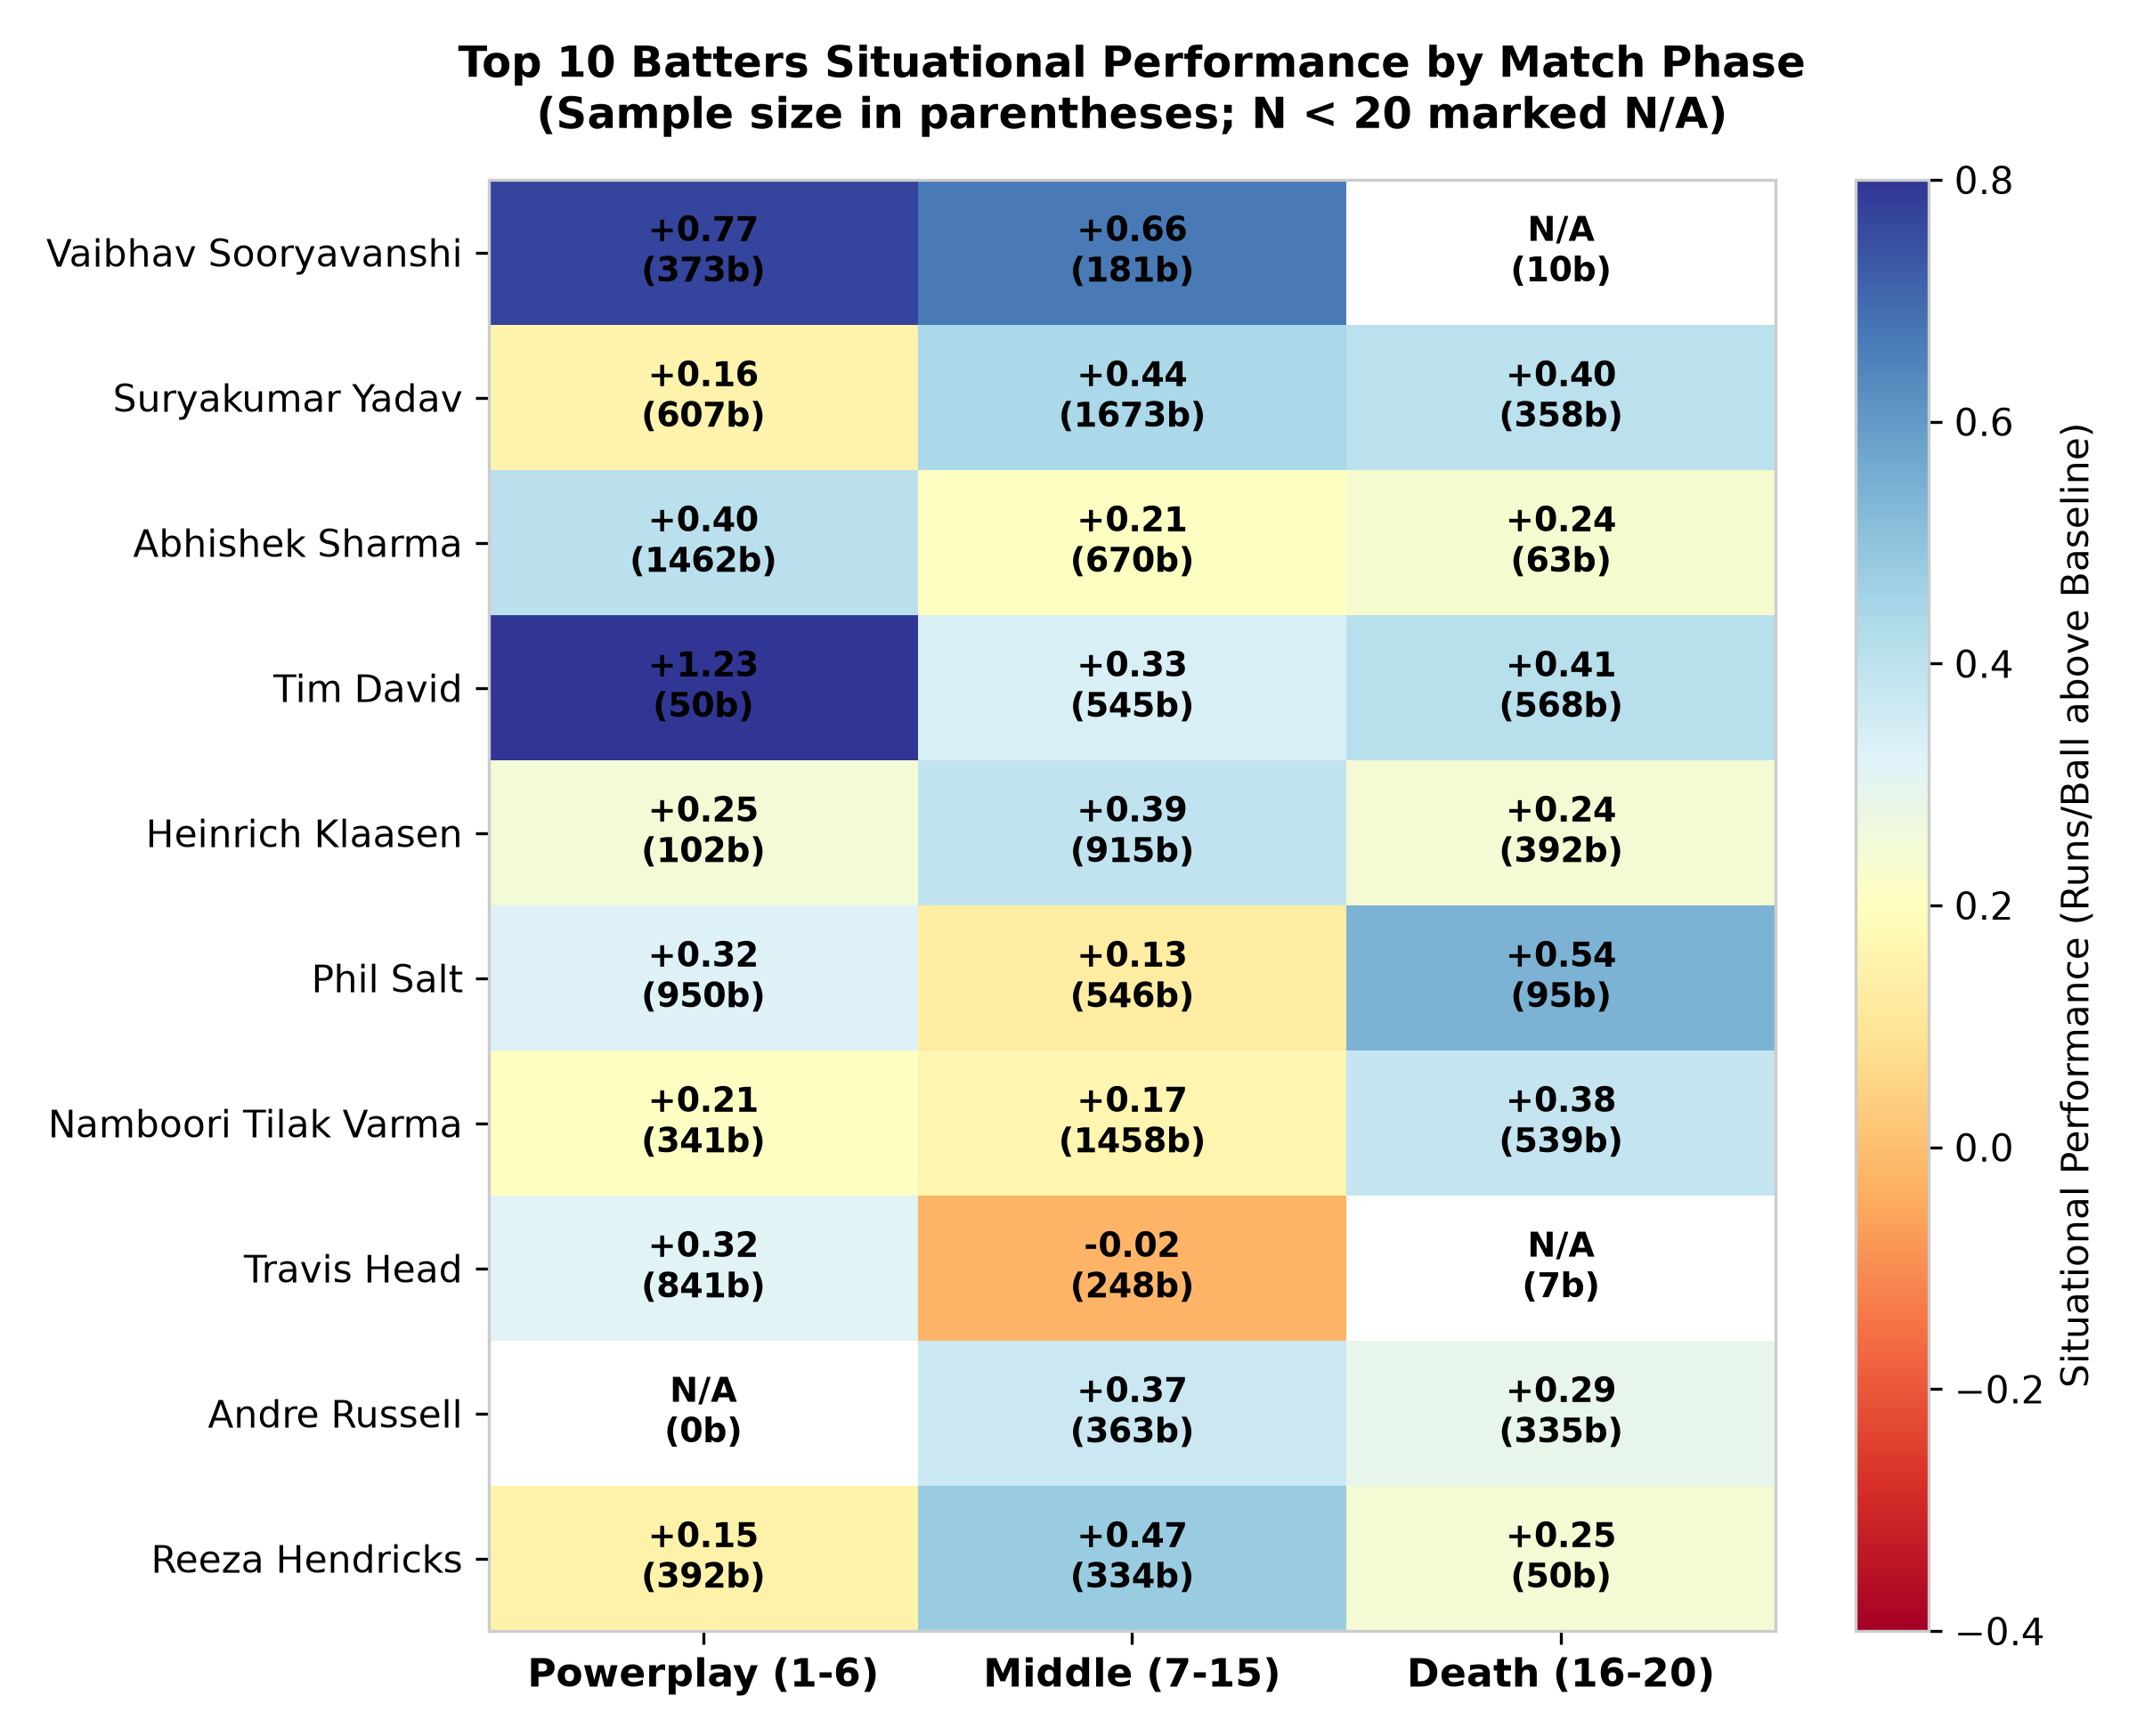 Top 10 Batters Situational Performance by Match Phase
(Sample size in parentheses; N < 20 marked N/A)
Vaibhav Sooryavanshi
+0.77
(373b)
+0.66
(181b)
N/A
(10b)
Suryakumar Yadav
+0.16
(607b)
+0.44
(1673b)
+0.40
(358b)
Abhishek Sharma
+0.40
(1462b)
+0.21
(670b)
+0.24
(63b)
Tim David
+1.23
(50b)
+0.33
(545b)
+0.41
(568b)
Heinrich Klaasen
+0.25
(102b)
+0.39
(915b)
+0.24
(392b)
Phil Salt
+0.32
(950b)
+0.13
(546b)
+0.54
(95b)
Namboori Tilak Varma
+0.21
(341b)
+0.17
(1458b)
+0.38
(539b)
Travis Head
+0.32
(841b)
-0.02
(248b)
N/A
(7b)
Andre Russell
N/A
(0b)
+0.37
(363b)
+0.29
(335b)
Reeza Hendricks
+0.15
(392b)
+0.47
(334b)
+0.25
(50b)
Powerplay (1-6)
Middle (7-15)
Death (16-20)
0.8
0.6
0.4
0.2
0.0
−0.2
−0.4
Situational Performance (Runs/Ball above Baseline)